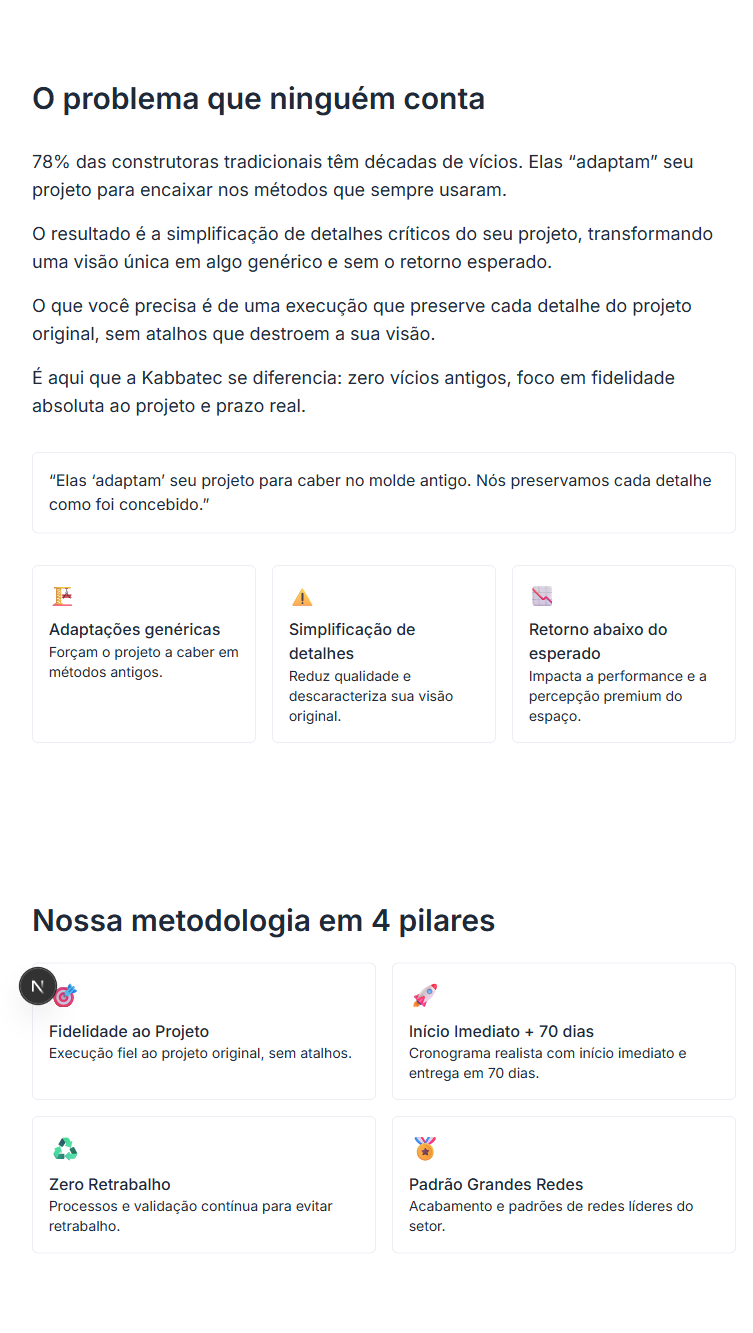 O problema que ninguém conta
78% das construtoras tradicionais têm décadas de vícios. Elas “adaptam” seu
projeto para encaixar nos métodos que sempre usaram.
O resultado é a simplificação de detalhes críticos do seu projeto, transformando
uma visão única em algo genérico e sem o retorno esperado.
O que você precisa é de uma execução que preserve cada detalhe do projeto
original, sem atalhos que destroem a sua visão.
É aqui que a Kabbatec se diferencia: zero vícios antigos, foco em fidelidade
absoluta ao projeto e prazo real.
“Elas ‘adaptam’ seu projeto para caber no molde antigo. Nós preservamos cada detalhe
como foi concebido.”
Adaptações genéricas
Forçam o projeto a caber em
métodos antigos.
Simplificação de
detalhes
Reduz qualidade e
descaracteriza sua visão
original.
Retorno abaixo do
esperado
Impacta a performance e a
percepção premium do
espaço.
Nossa metodologia em 4 pilares
N
Fidelidade ao Projeto
Execução fiel ao projeto original, sem atalhos.
Início Imediato + 70 dias
Cronograma realista com início imediato e
entrega em 70 dias.
Zero Retrabalho
Processos e validação contínua para evitar
retrabalho.
Padrão Grandes Redes
Acabamento e padrões de redes líderes do
setor.